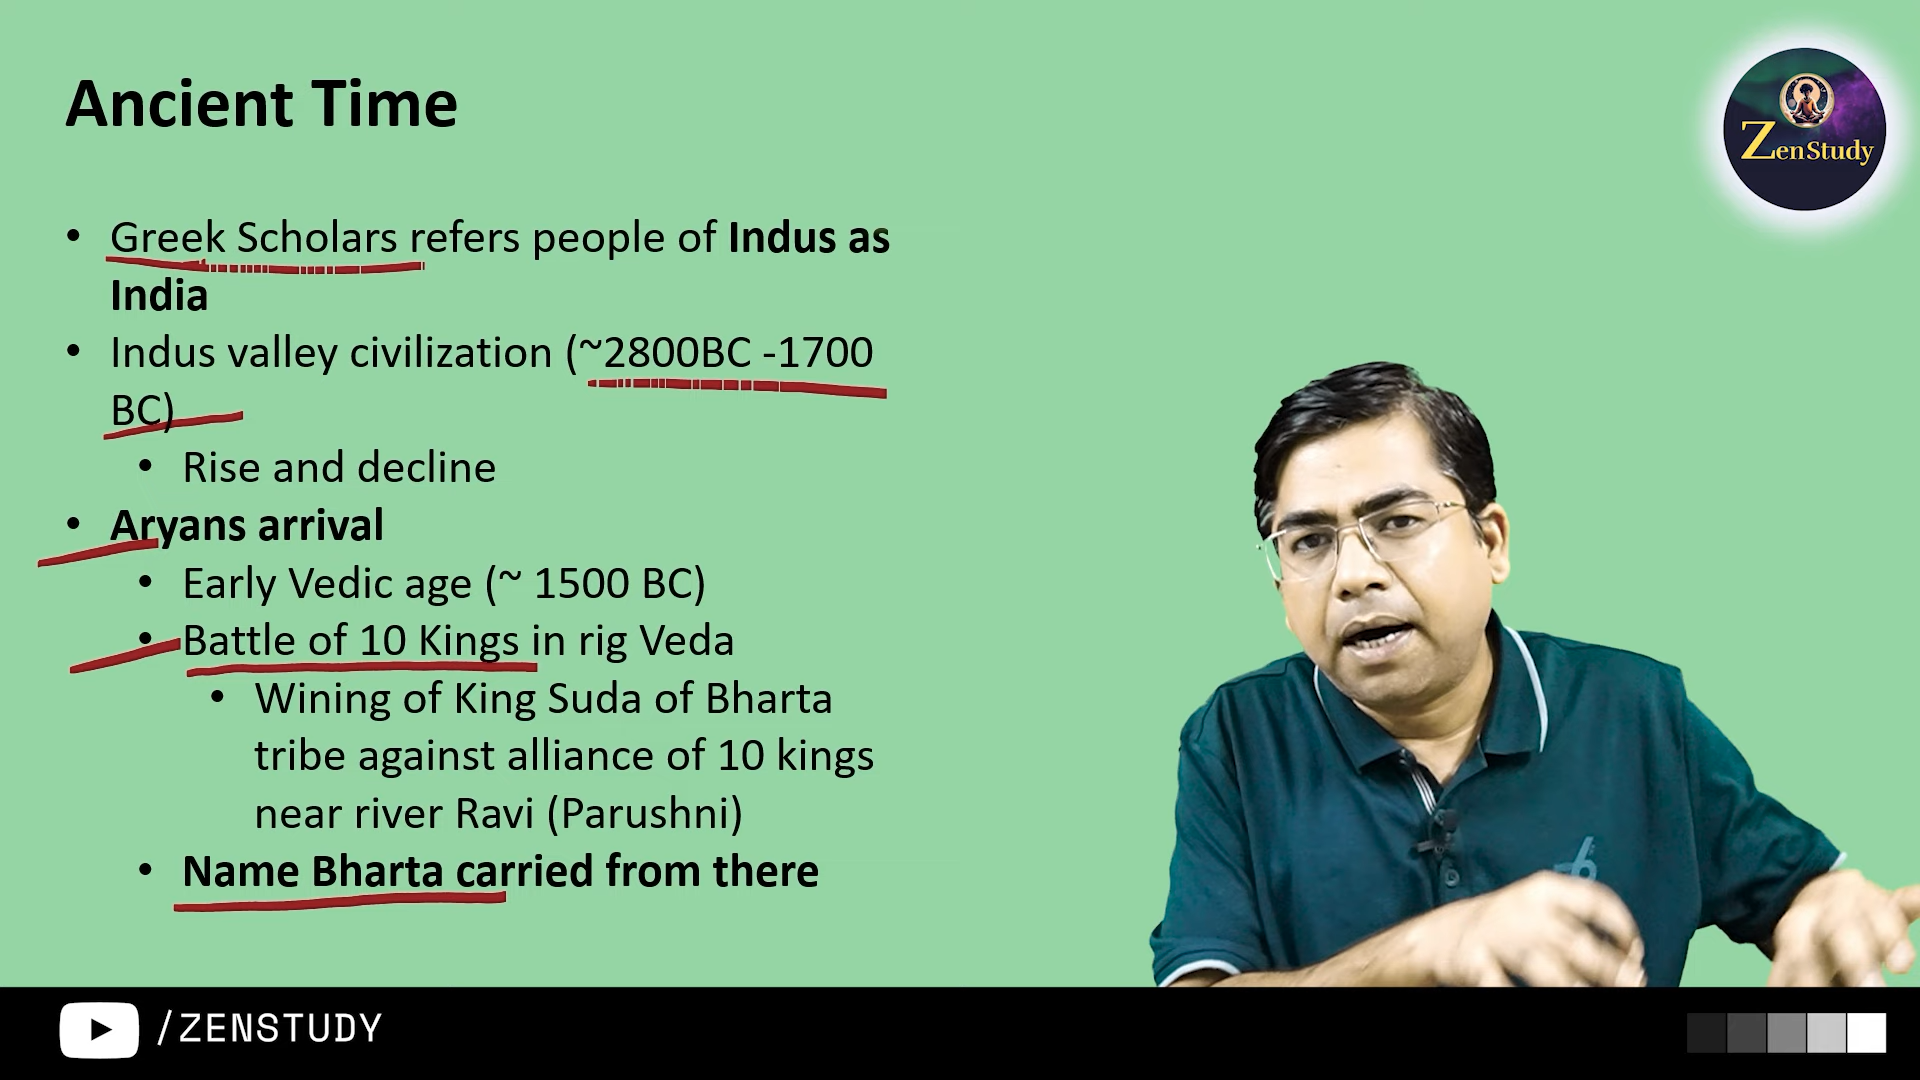 Ancient Time
ZenStudy
• Greek Scholars refers people of Indus as
India
• Indus valley civilization (~2800BC -1700
BC)
• Rise and decline
• Aryans arrival
• Early Vedic age (~ 1500 BC)
• Battle of 10 Kings in rig Veda
• Wining of King Suda of Bharta
tribe against alliance of 10 kings
near river Ravi (Parushni)
• Name Bharta carried from there
/ZENSTUDY